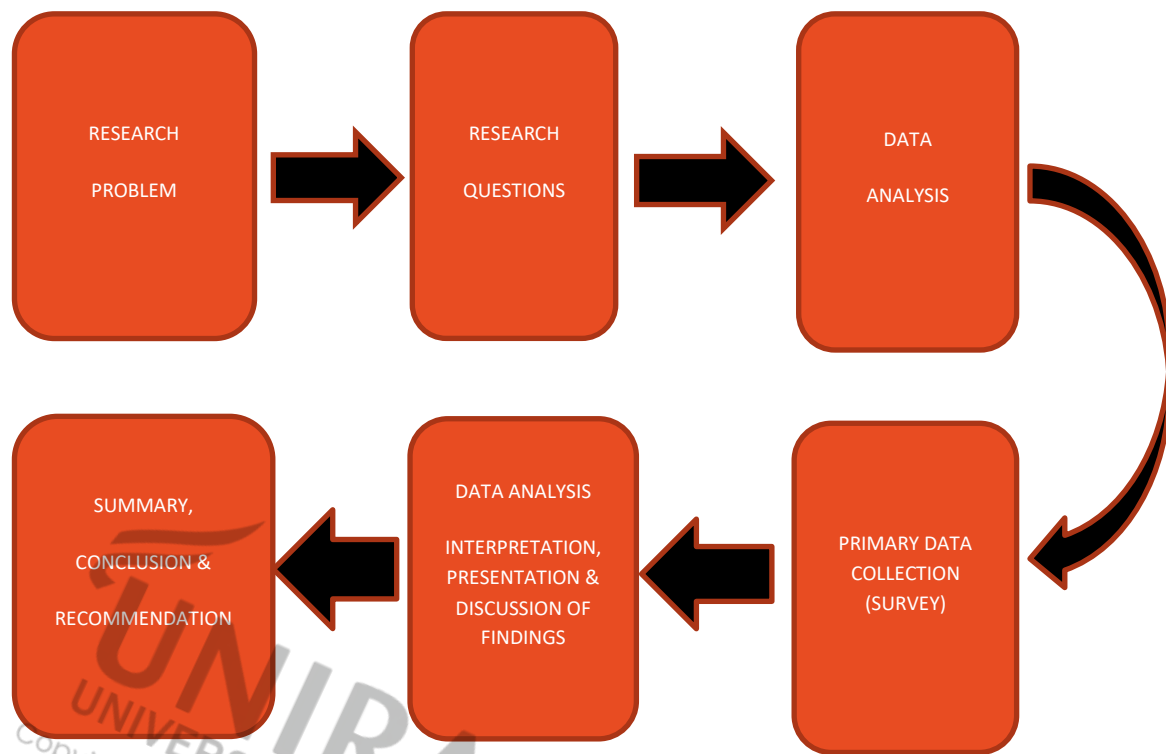 RESEARCH
PROBLEM
RESEARCH
QUESTIONS
DATA
ANALYSIS
PRIMARY DATA
COLLECTION
(SURVEY)
DATA ANALYSIS
INTERPRETATION,
PRESENTATION &
DISCUSSION OF
FINDINGS
SUMMARY,
CONCLUSION &
RECOMMENDATION